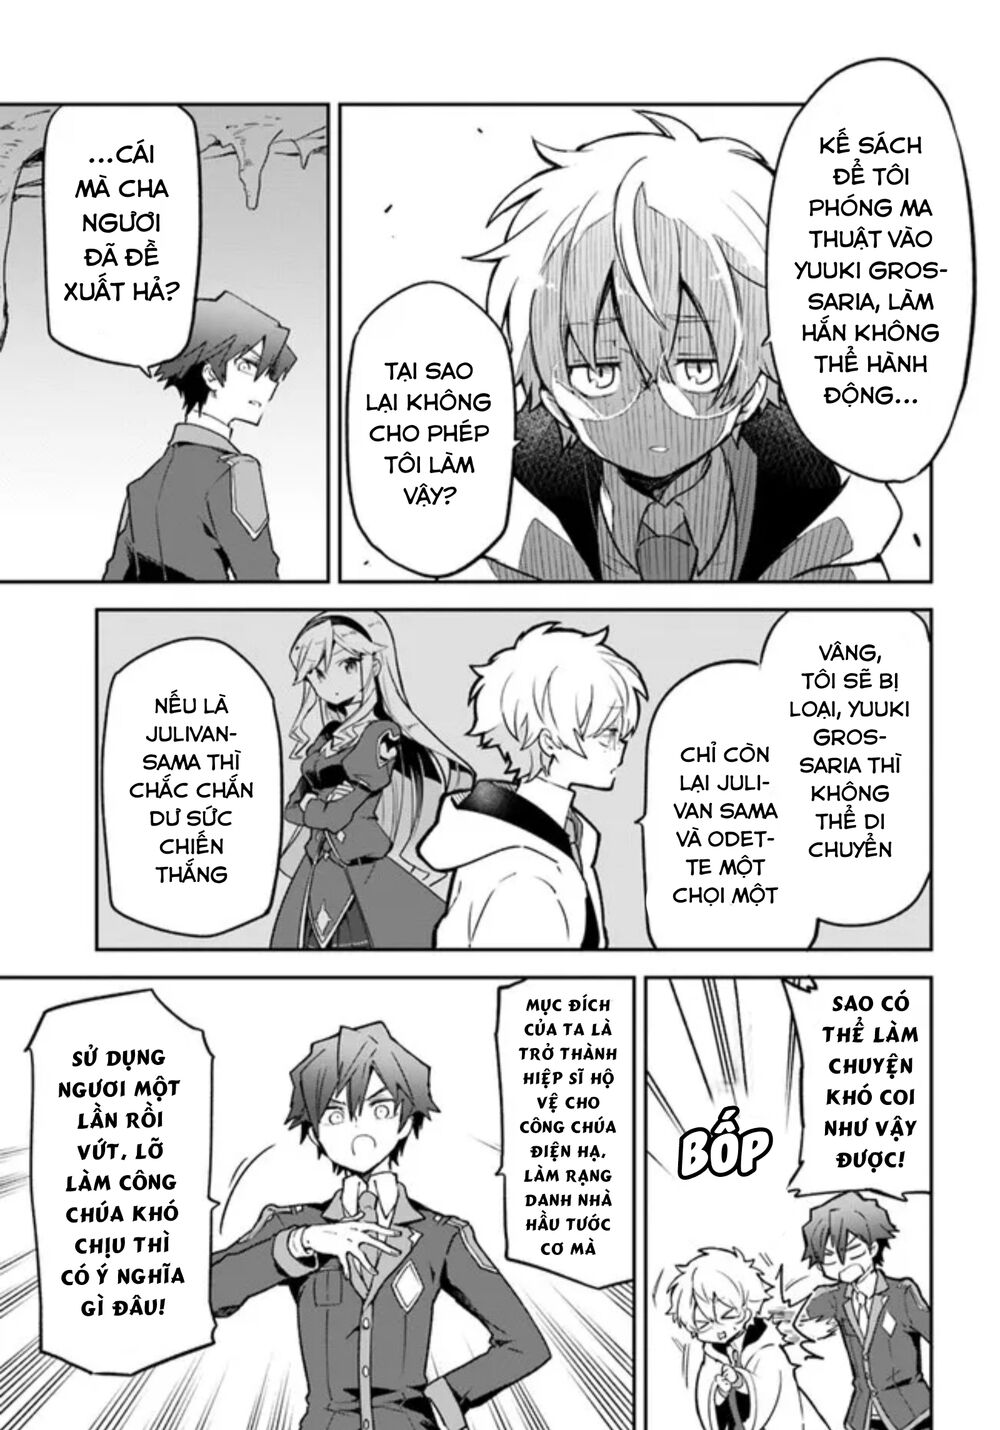 KẾ SÁCH
ĐỂ TÔI
PHÓNG MA
THUẬT VÀO
YUUKI GROS-
SARIA, LÀM
HẮN KHÔNG
THỂ HÀNH
ĐỘNG...
TẠI SAO
LẠI KHÔNG
CHO PHÉP
TÔI LÀM
VẬY?
...CÁI
MÀ CHA
NGƯƠI
ĐÃ ĐỀ
XUẤT HẢ?
VÂNG,
TÔI SẼ BỊ
LOẠI, YUUKI
GROS-
SARIA THÌ
KHÔNG
THỂ DI
CHUYỂN
CHỈ CÒN
LẠI JULI-
VAN SAMA
VÀ ODET-
TE MỘT
CHỌI MỘT
NẾU LÀ
JULIVAN-
SAMA THÌ
CHẮC CHẮN
DƯ SỨC
CHIẾN
THẮNG
SAO CÓ
THỂ LÀM
CHUYỆN
KHÓ COI
NHƯ VẬY
ĐƯỢC!
BỐP
MỤC ĐÍCH
CỦA TA LÀ
TRỞ THÀNH
HIỆP SĨ HỘ
VỆ CHO
CÔNG CHÚA
ĐIỆN HẠ,
LÀM RẠNG
DANH NHÀ
HẦU TƯỚC
CƠ MÀ
SỬ DỤNG
NGƯƠI MỘT
LẦN RỒI
VỨT, LỠ
LÀM CÔNG
CHÚA KHÓ
CHỊU THÌ
CÓ Ý NGHĨA
GÌ ĐÂU!